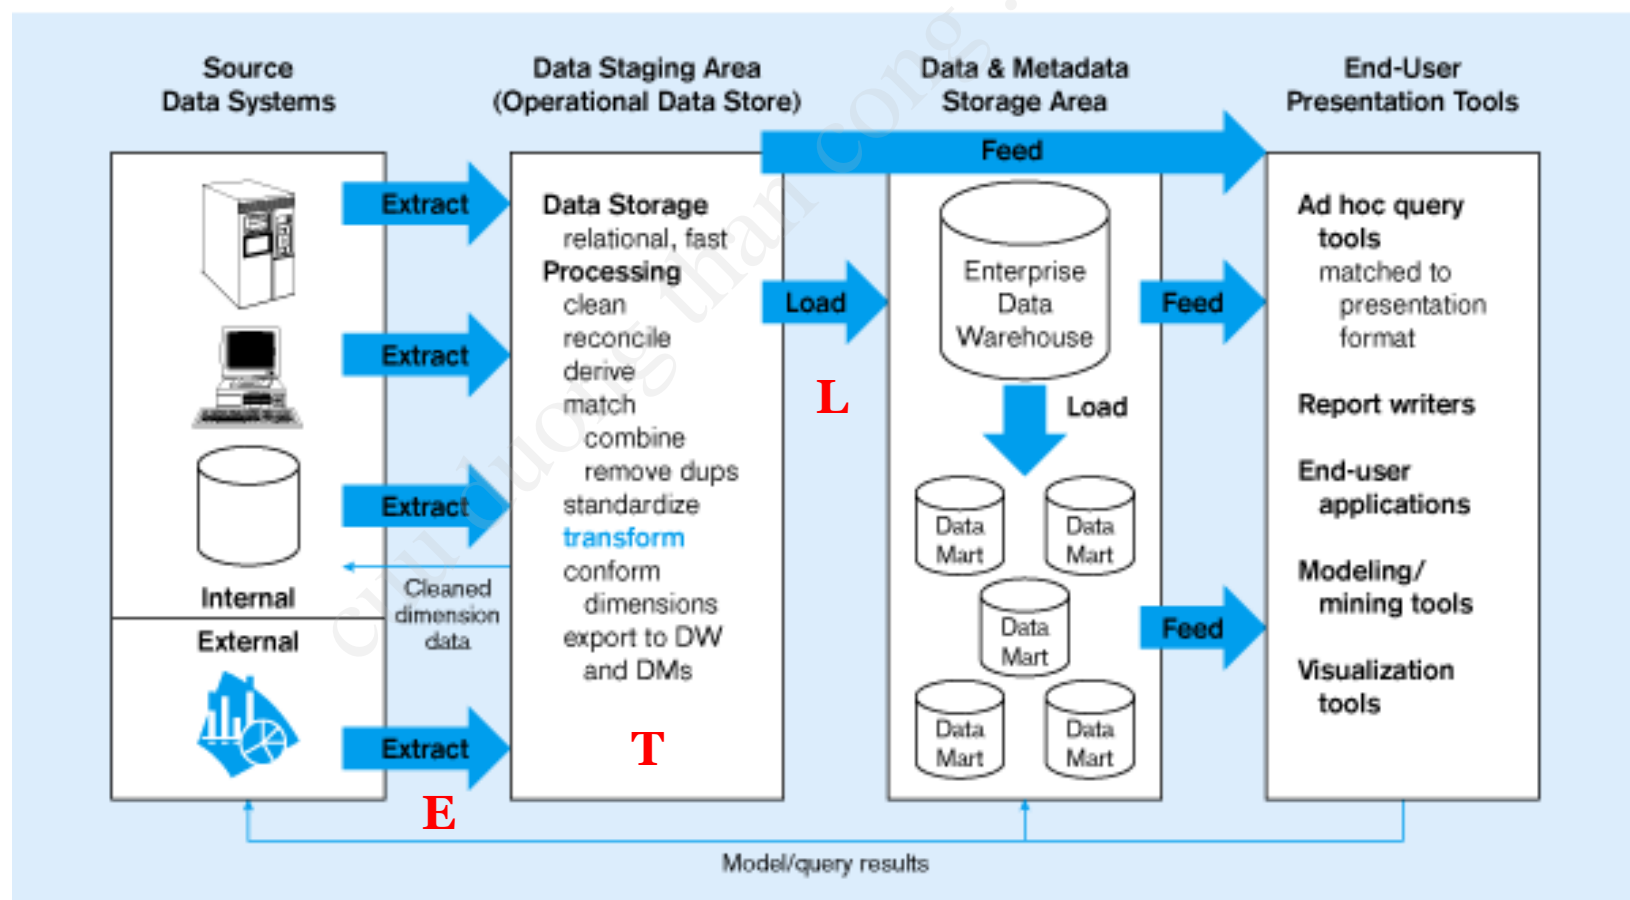 Source
Data Systems
Data Staging Area
(Operational Data Store)
Data & Metadata
Storage Area
End-User
Presentation Tools
Extract
Extract
Extract
Internal
External
Cleaned
dimension
data
Extract
E
Data Storage
relational, fast
Processing
clean
reconcile
derive
match
combine
remove dups
standardize
transform
conform
dimensions
export to DW
and DMs
T
Feed
Load
L
Enterprise
Data
Warehouse
Load
Data
Mart
Data
Mart
Data
Mart
Data
Mart
Data
Mart
Feed
Feed
Ad hoc query
tools
matched to
presentation
format
Report writers
End-user
applications
Modeling/
mining tools
Visualization
tools
Model/query results
cuu duong than cong .